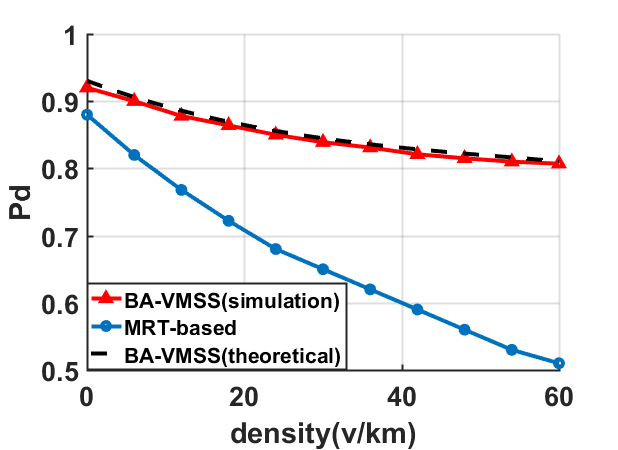 1
0.9
0.8
0.7
0.6
0.5
Pd
BA-VMSS(simulation)
MRT-based
BA-VMSS(theoretical)
0 20 40 60
density(v/km)